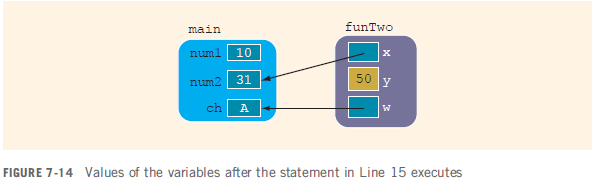 main
funTwo
num1 10
x
num2 31
50 y
ch A
w
FIGURE 7-14 Values of the variables after the statement in Line 15 executes